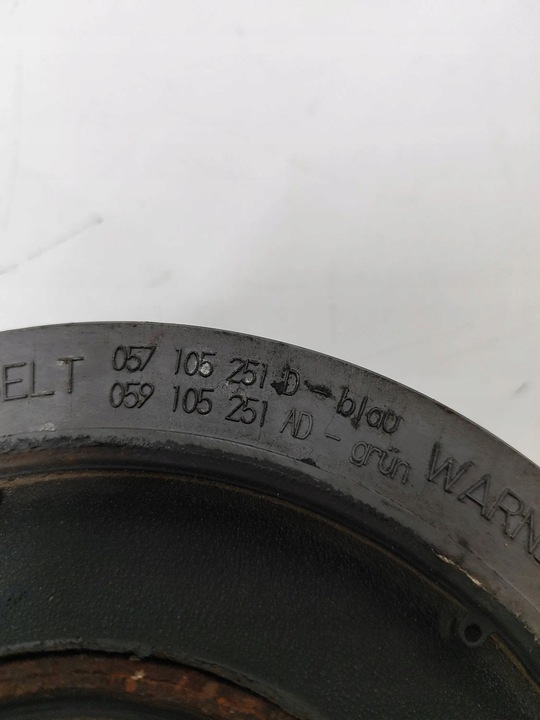 ELT
057 105 251 D - blau
059 105 251 AD - grün
WARN